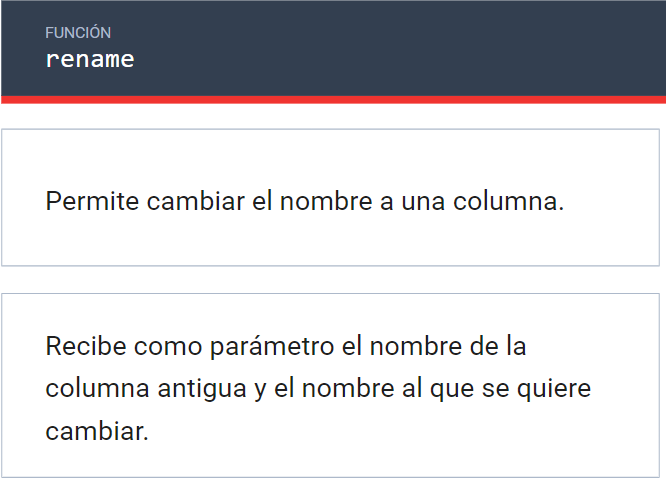 FUNCIÓN
rename
Permite cambiar el nombre a una columna.
Recibe como parámetro el nombre de la
columna antigua y el nombre al que se quiere
cambiar.